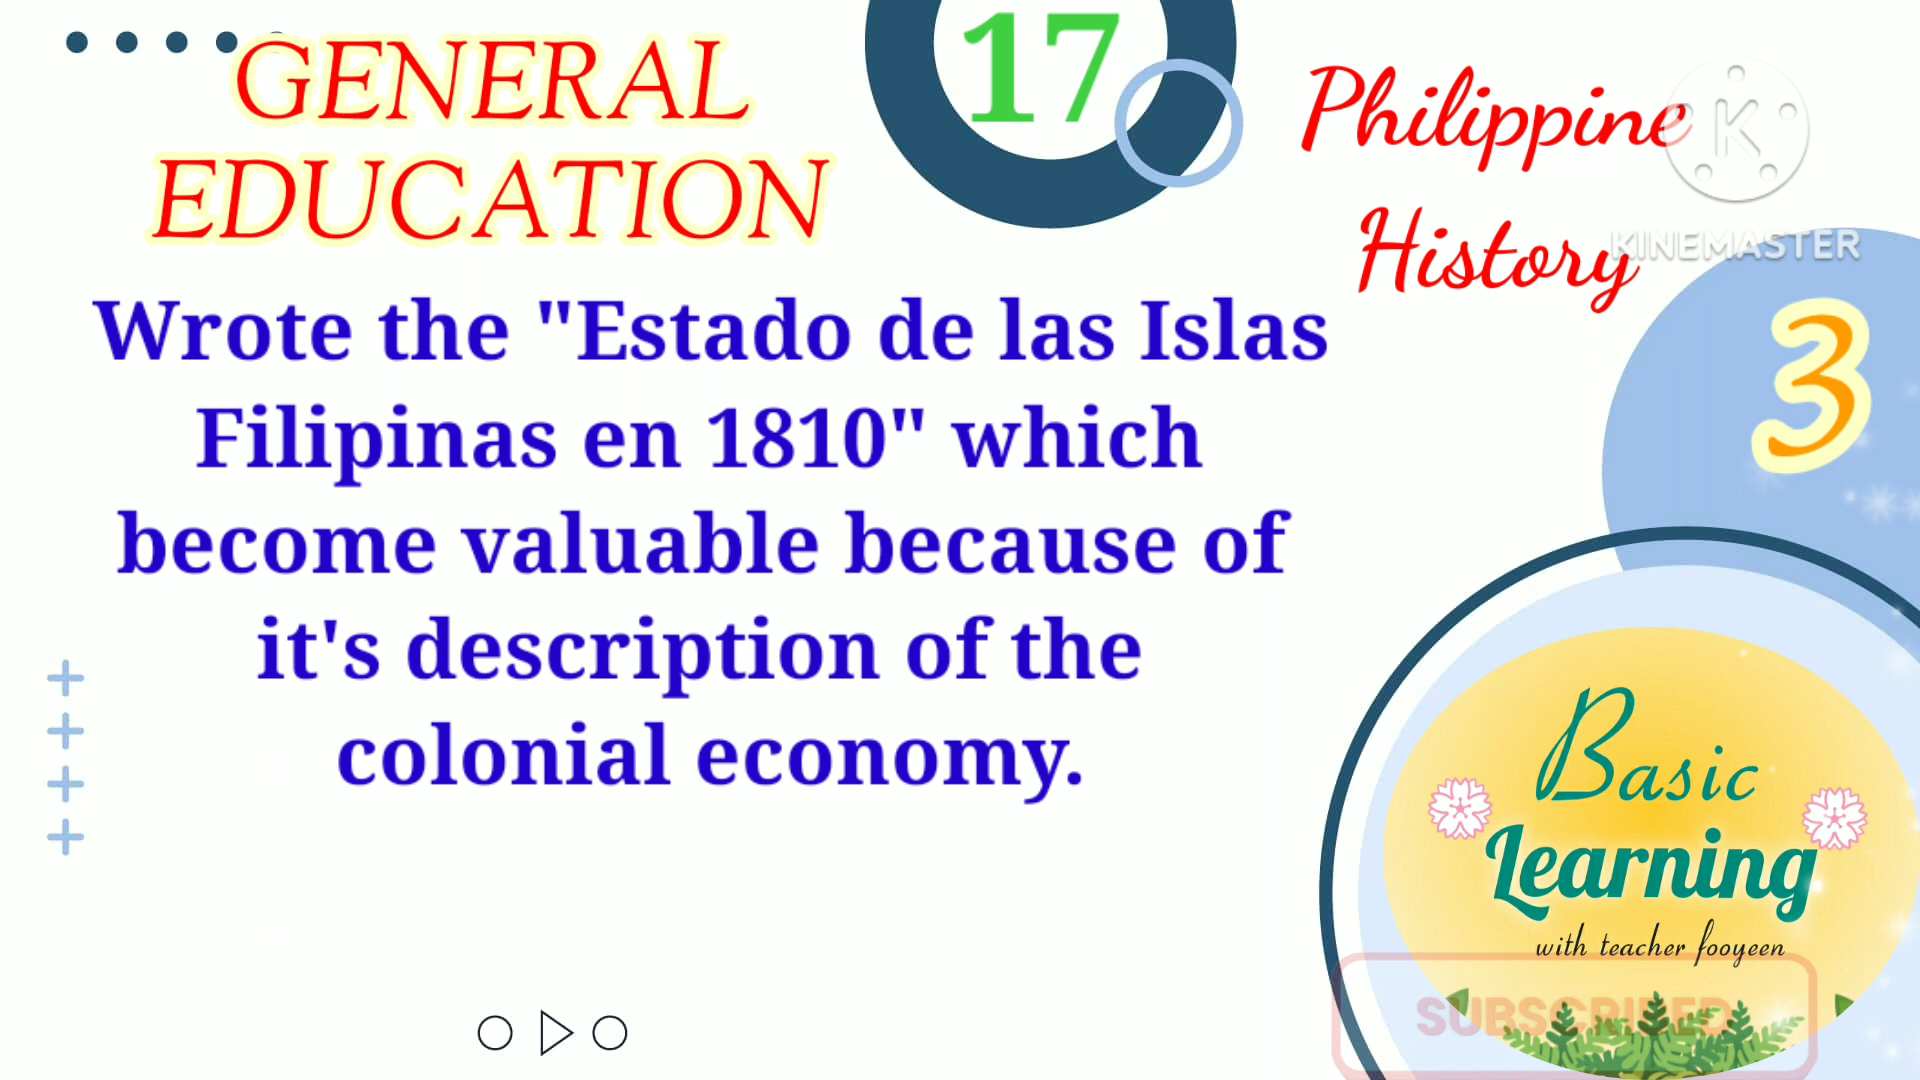 GENERAL
EDUCATION
17
Philippine
History
KINEMASTER
3
Wrote the "Estado de las Islas
Filipinas en 1810" which
become valuable because of
it's description of the
colonial economy.
Basic
Learning
with teacher fooyeen
SUBSCRIBED